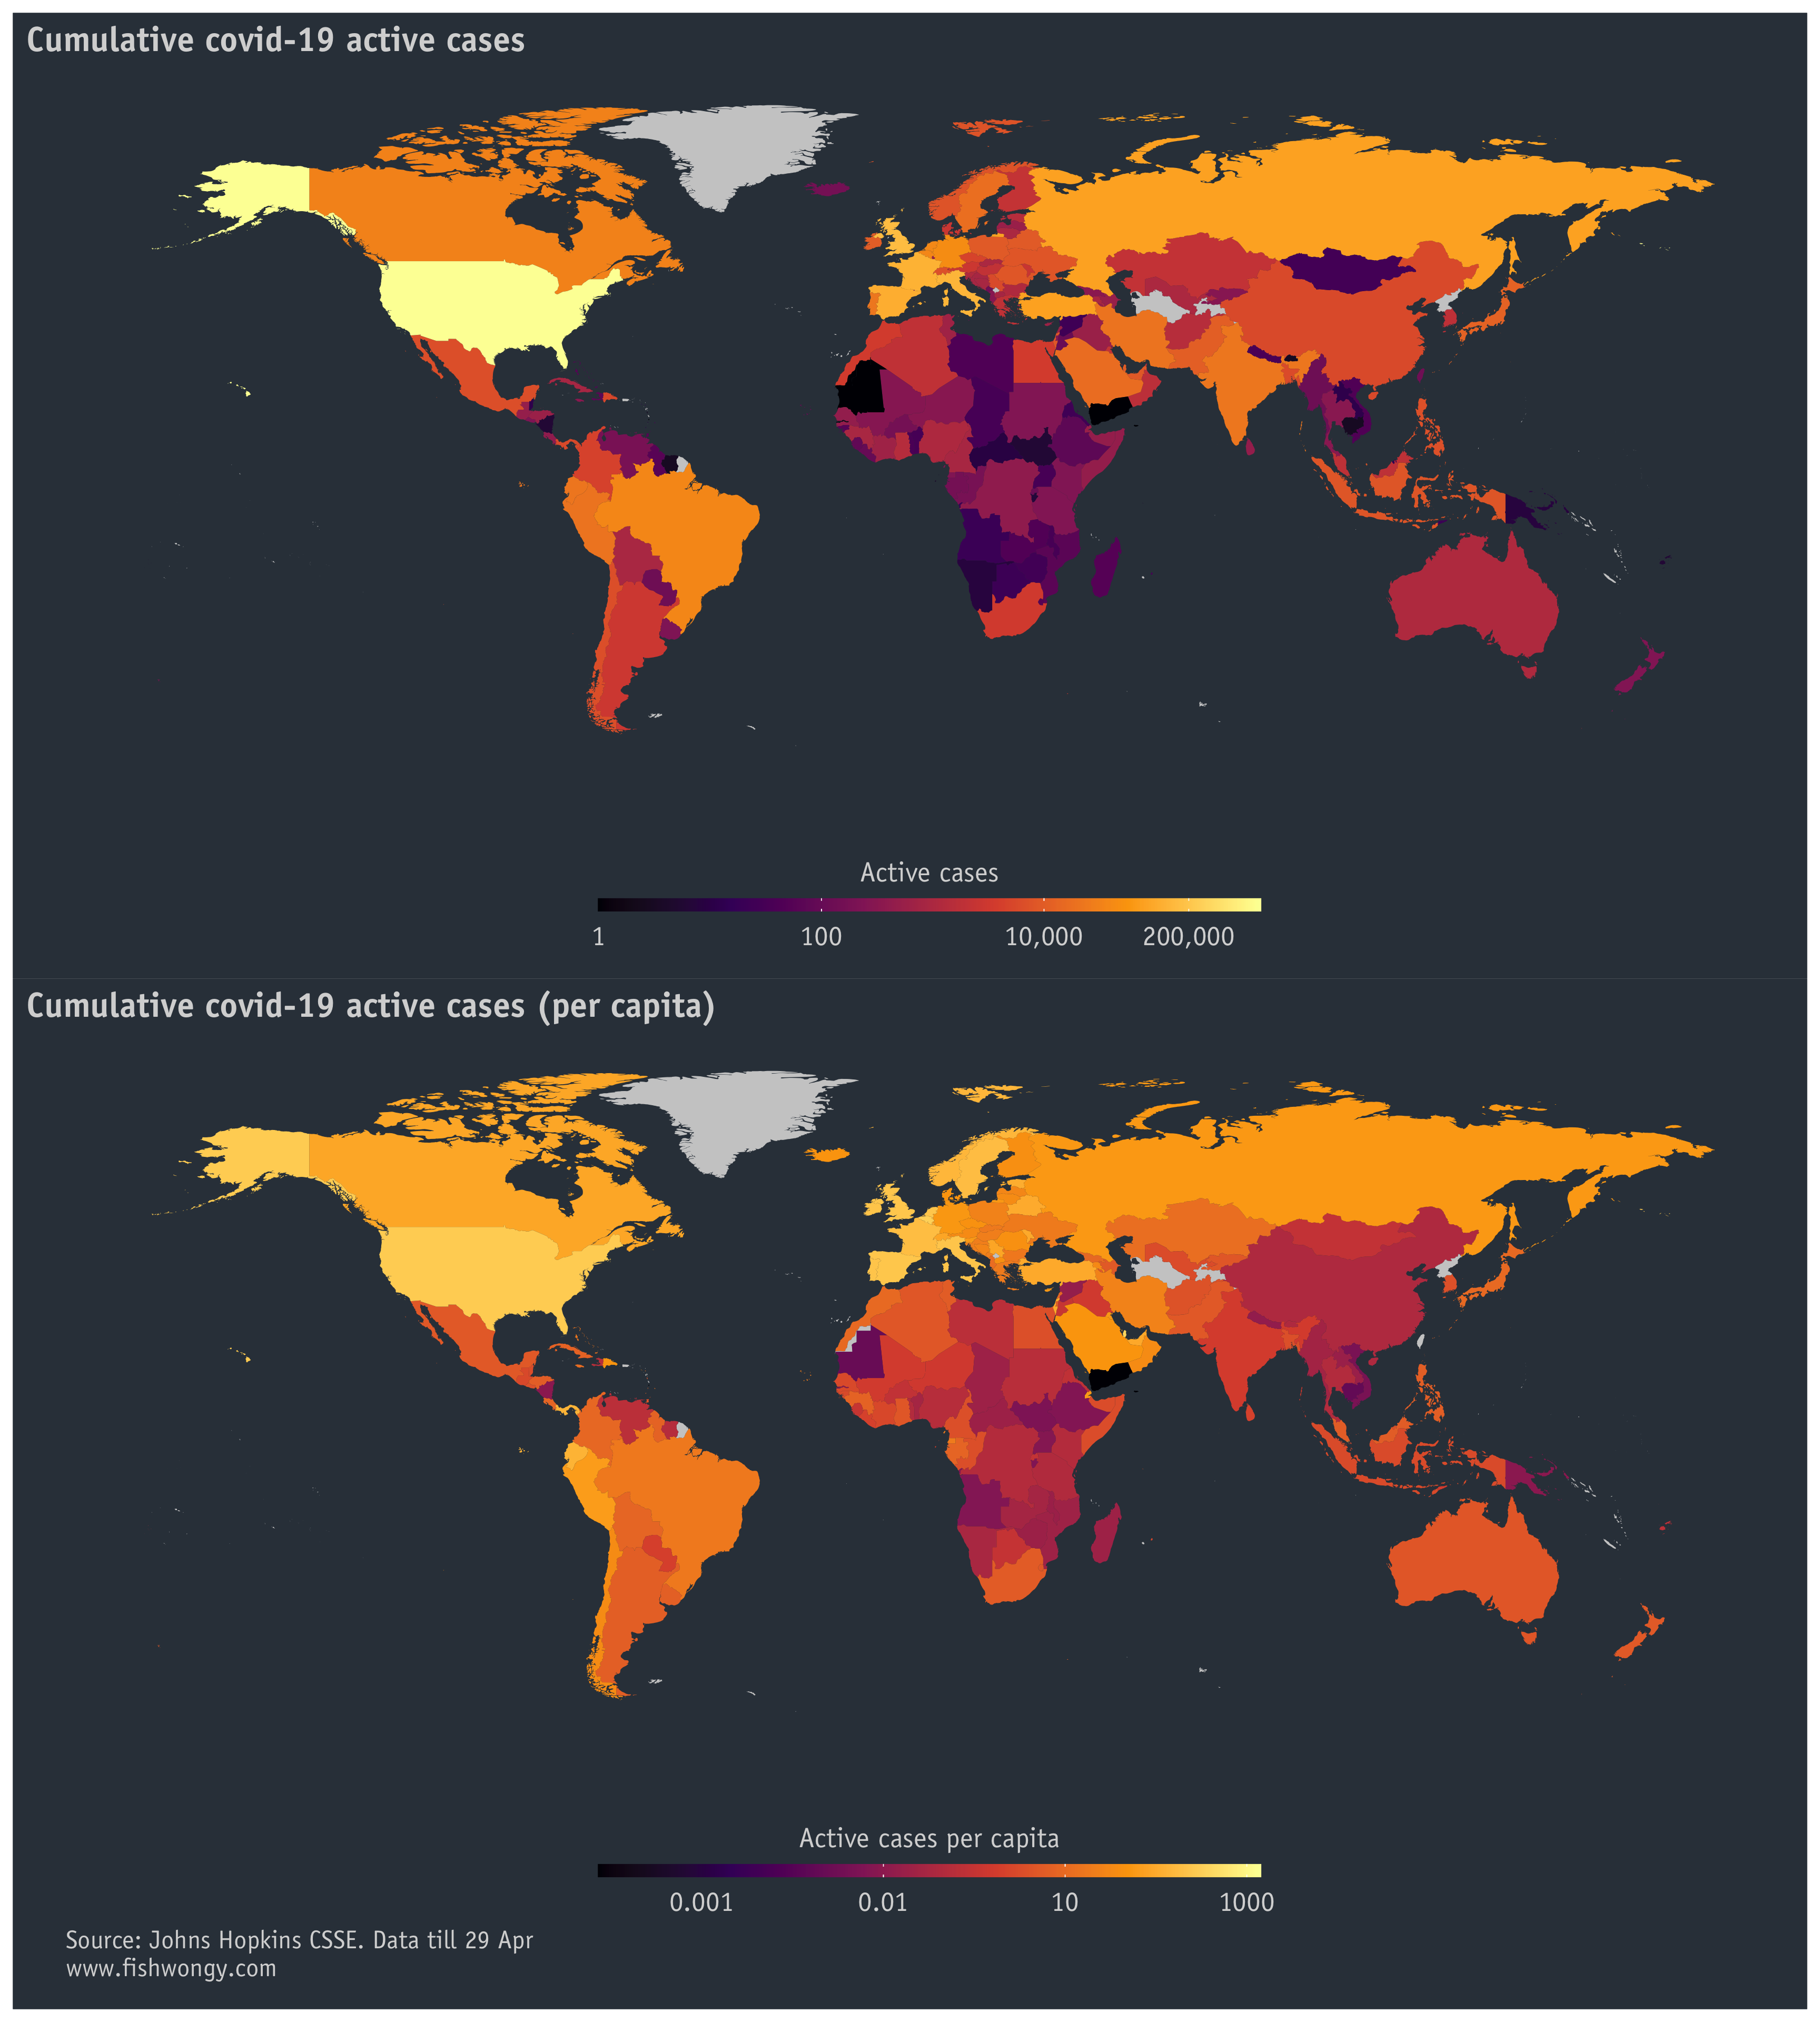 Cumulative covid-19 active cases
Active cases
1 100 10,000 200,000
Cumulative covid-19 active cases (per capita)
Active cases per capita
0.001 0.01 10 1000
Source: Johns Hopkins CSSE. Data till 29 Apr
www.fishwongy.com